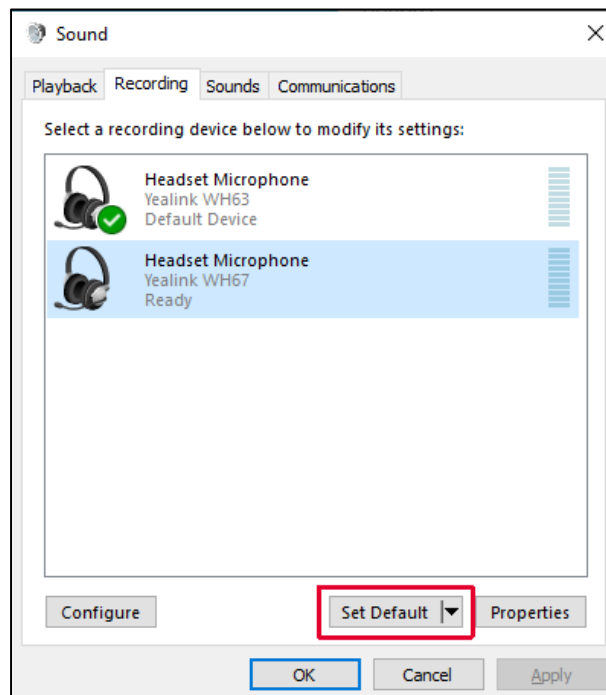 Sound
Playback Recording Sounds Communications
Select a recording device below to modify its settings:
Headset Microphone
Yealink WH63
Default Device
Headset Microphone
Yealink WH67
Ready
Configure Set Default Properties
OK Cancel Apply